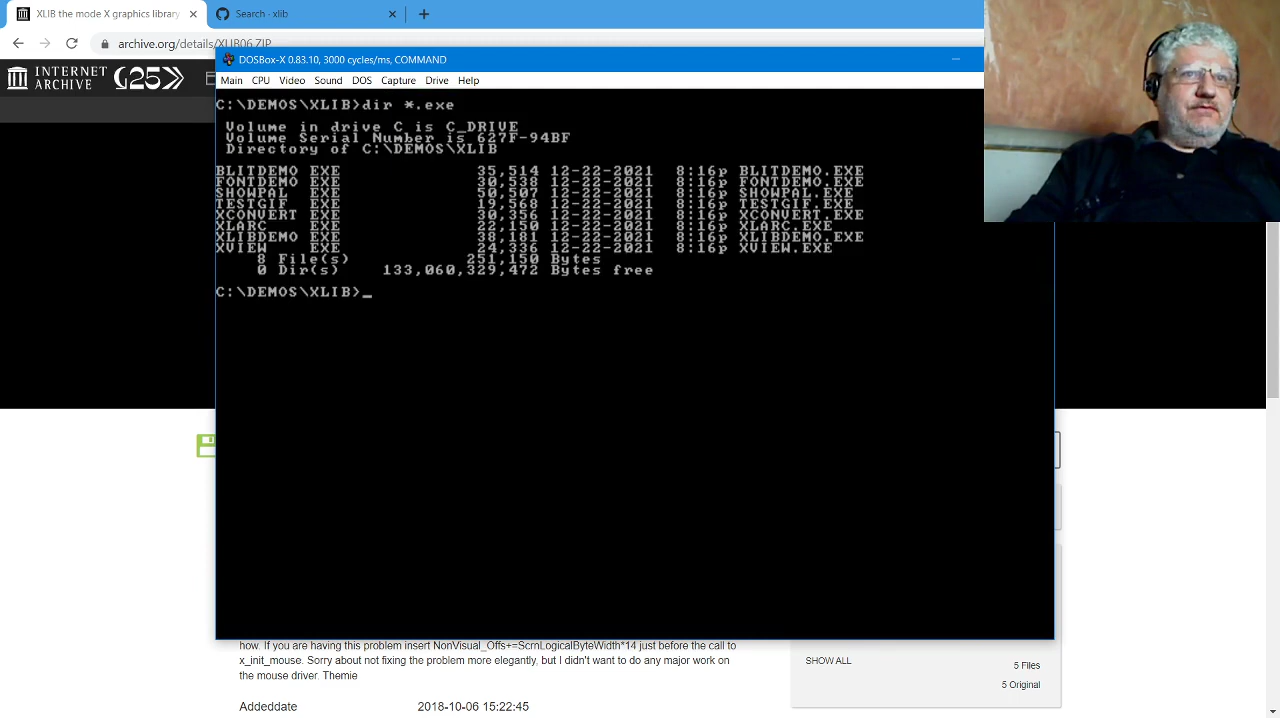 XLIB the mode X graphics library
Search · xlib
archive.org/details/XLIB06.ZIP
INTERNET
ARCHIVE
25
DOSBox-X 0.83.10, 3000 cycles/ms, COMMAND
Main CPU Video Sound DOS Capture Drive Help
C:\DEMOS\XLIB>dir *.exe
Volume in drive C is C_DRIVE
Volume Serial Number is 627F-94BF
Directory of C:\DEMOS\XLIB
BLITDEMO EXE 35,514 12-22-2021 8:16p BLITDEMO.EXE
FONTDEMO EXE 30,538 12-22-2021 8:16p FONTDEMO.EXE
SHOWPAL EXE 50,507 12-22-2021 8:16p SHOWPAL.EXE
TESTGIF EXE 19,568 12-22-2021 8:16p TESTGIF.EXE
XCONVERT EXE 30,356 12-22-2021 8:16p XCONVERT.EXE
XLARC EXE 22,150 12-22-2021 8:16p XLARC.EXE
XLIBDEMO EXE 38,181 12-22-2021 8:16p XLIBDEMO.EXE
XVIEW EXE 24,336 12-22-2021 8:16p XVIEW.EXE
8 File(s) 251,150 Bytes
0 Dir(s) 133,060,329,472 Bytes free
C:\DEMOS\XLIB>_
how. If you are having this problem insert NonVisual_Offs+=ScrnLogicalByteWidth*14 just before the call to
x_init_mouse. Sorry about not fixing the problem more elegantly, but I didn't want to do any major work on
the mouse driver. Themie
Addeddate 2018-10-06 15:22:45
SHOW ALL
5 Files
5 Original